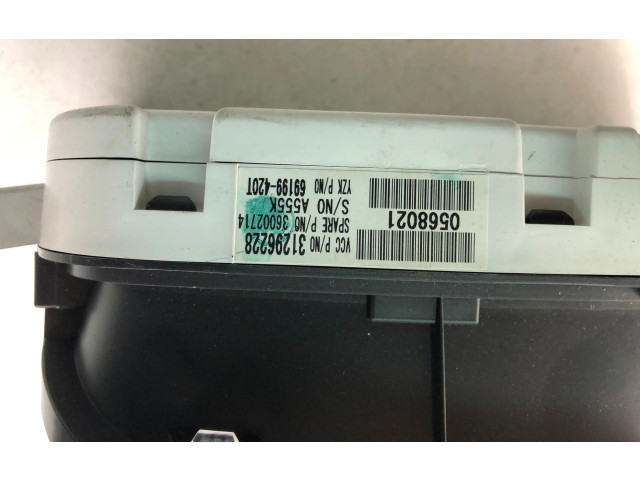 VCC P/NO 31296228
SPARE P/NO 36002714
S/NO A555K
YZK P/NO 69199-420T
0568021